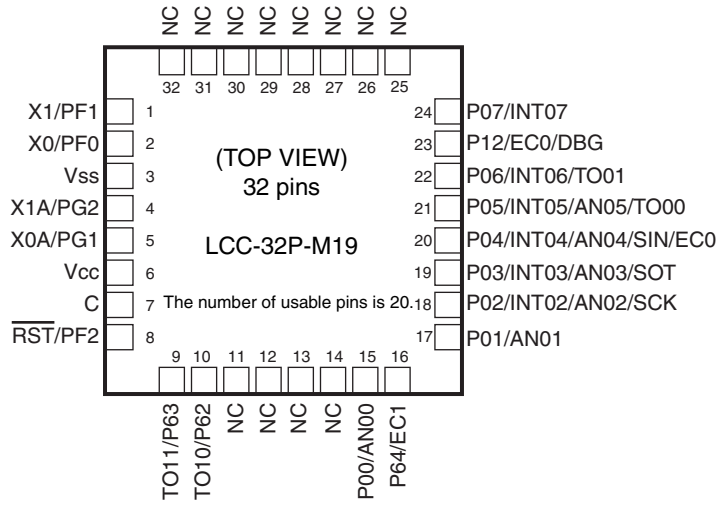 NC NC NC NC NC NC NC NC
32 31 30 29 28 27 26 25
X1/PF1 1
X0/PF0 2
Vss 3
X1A/PG2 4
X0A/PG1 5
Vcc 6
C 7
RST/PF2 8
(TOP VIEW)
32 pins
LCC-32P-M19
The number of usable pins is 20.
24 P07/INT07
23 P12/EC0/DBG
22 P06/INT06/TO01
21 P05/INT05/AN05/TO00
20 P04/INT04/AN04/SIN/EC0
19 P03/INT03/AN03/SOT
18 P02/INT02/AN02/SCK
17 P01/AN01
9 10 11 12 13 14 15 16
TO11/P63
TO10/P62
NC
NC
NC
NC
P00/AN00
P64/EC1